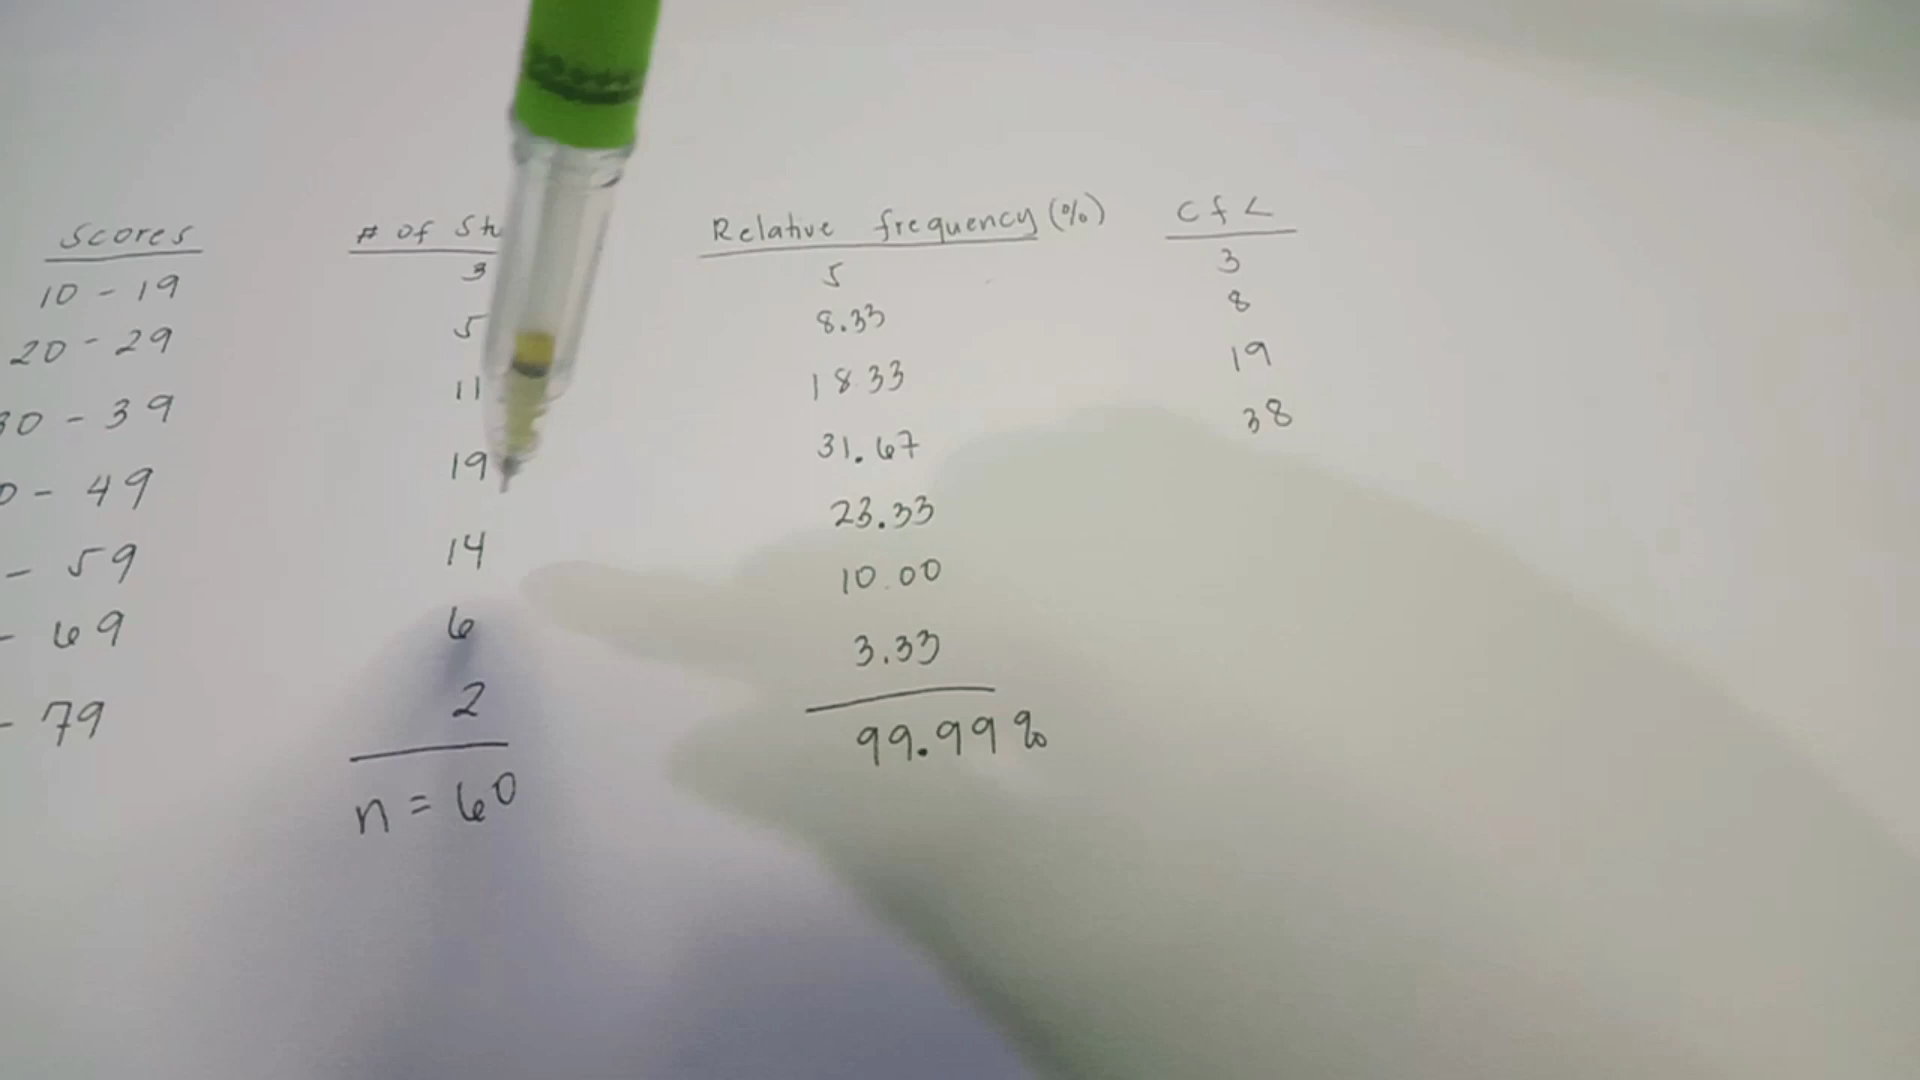 Scores # of St Relative frequency (%) cf <
10 - 19 3 5 3
20 - 29 5 8.33 8
30 - 39 11 18.33 19
0 - 49 19 31.67 38
- 59 14 23.33
- 69 6 10.00
- 79 2 3.33
n = 60 99.99%